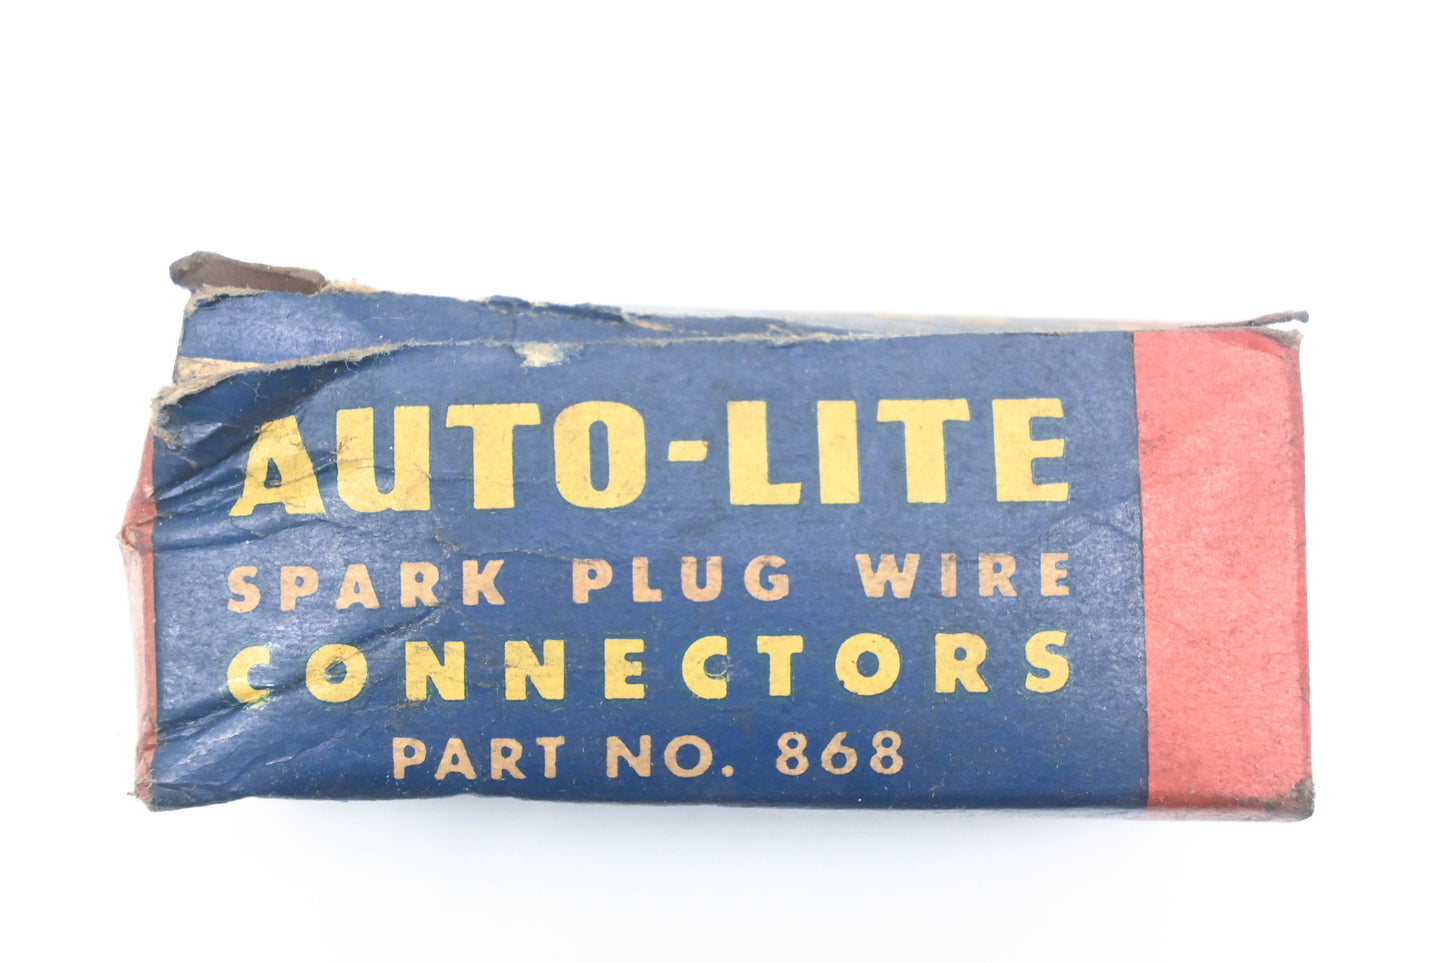 AUTO-LITE
SPARK PLUG WIRE
CONNECTORS
PART NO. 868